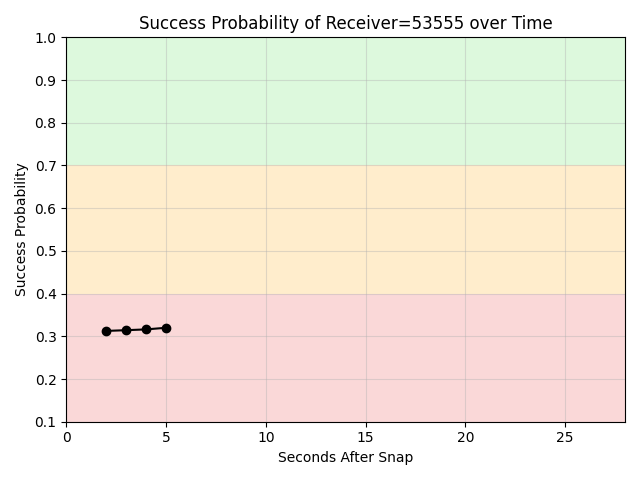 Success Probability of Receiver=53555 over Time
1.0
0.9
0.8
0.7
0.6
0.5
0.4
0.3
0.2
0.1
Success Probability
0 5 10 15 20 25
Seconds After Snap